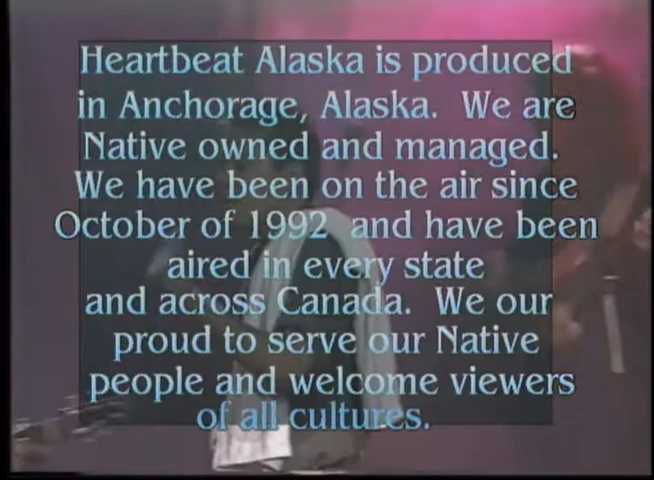 Heartbeat Alaska is produced
in Anchorage, Alaska. We are
Native owned and managed.
We have been on the air since
October of 1992 and have been
aired in every state
and across Canada. We our
proud to serve our Native
people and welcome viewers
of all cultures.